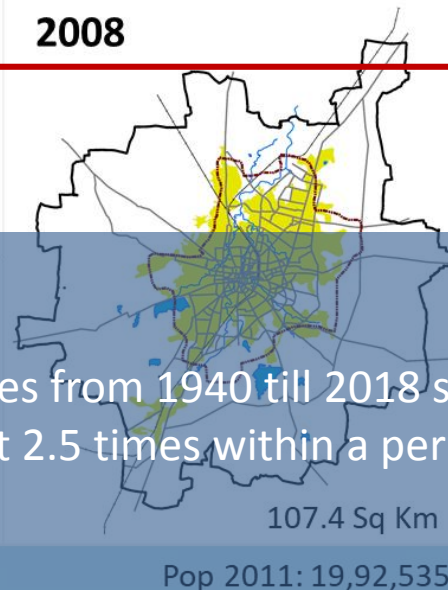 2008
es from 1940 till 2018 s
t 2.5 times within a per
107.4 Sq Km
Pop 2011: 19,92,535